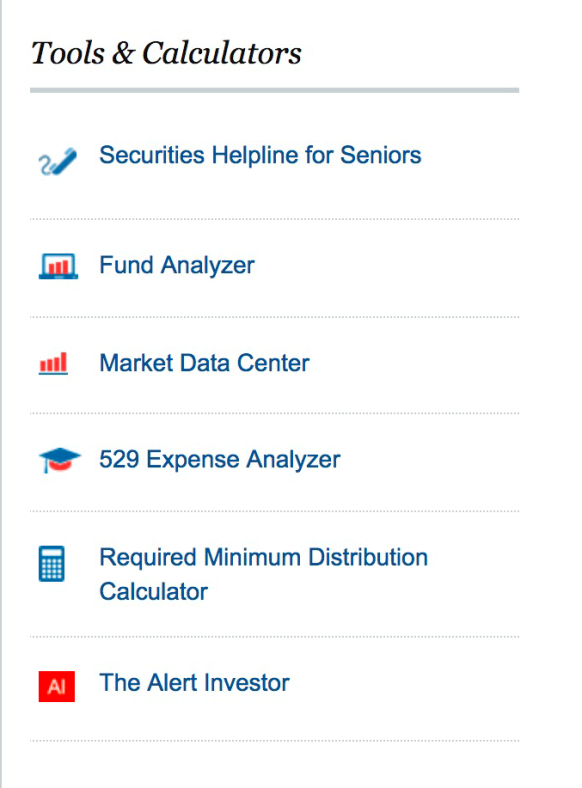 Tools & Calculators
Securities Helpline for Seniors
Fund Analyzer
Market Data Center
529 Expense Analyzer
Required Minimum Distribution
Calculator
AI
The Alert Investor